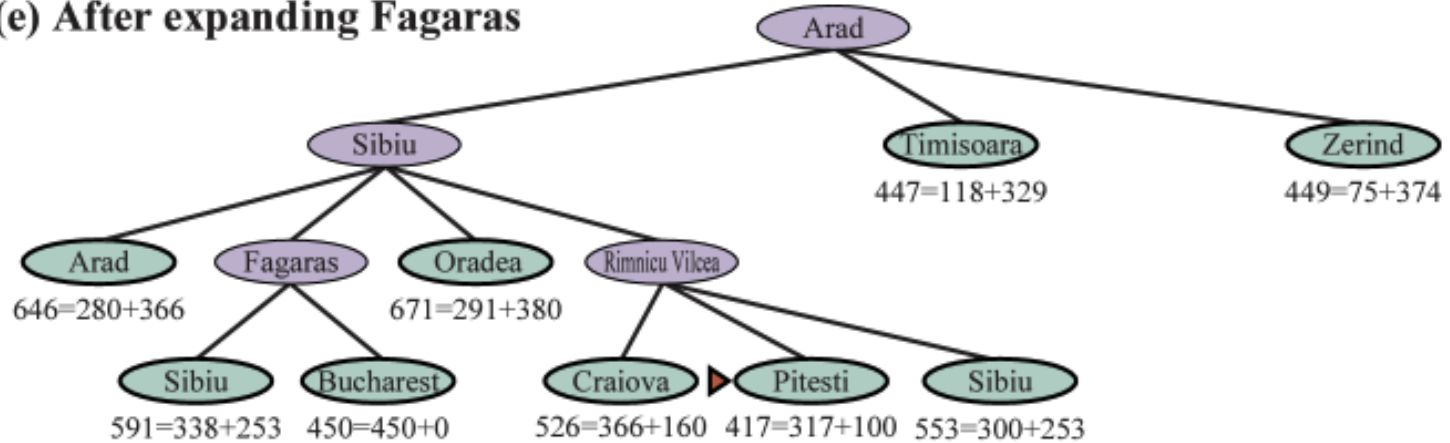 (e) After expanding Fagaras
Arad
Sibiu
Timisoara
Zerind
447=118+329
449=75+374
Arad
Fagaras
Oradea
Rimnicu Vilcea
646=280+366
671=291+380
Sibiu
Bucharest
Craiova
Pitesti
Sibiu
591=338+253
450=450+0
526=366+160
417=317+100
553=300+253